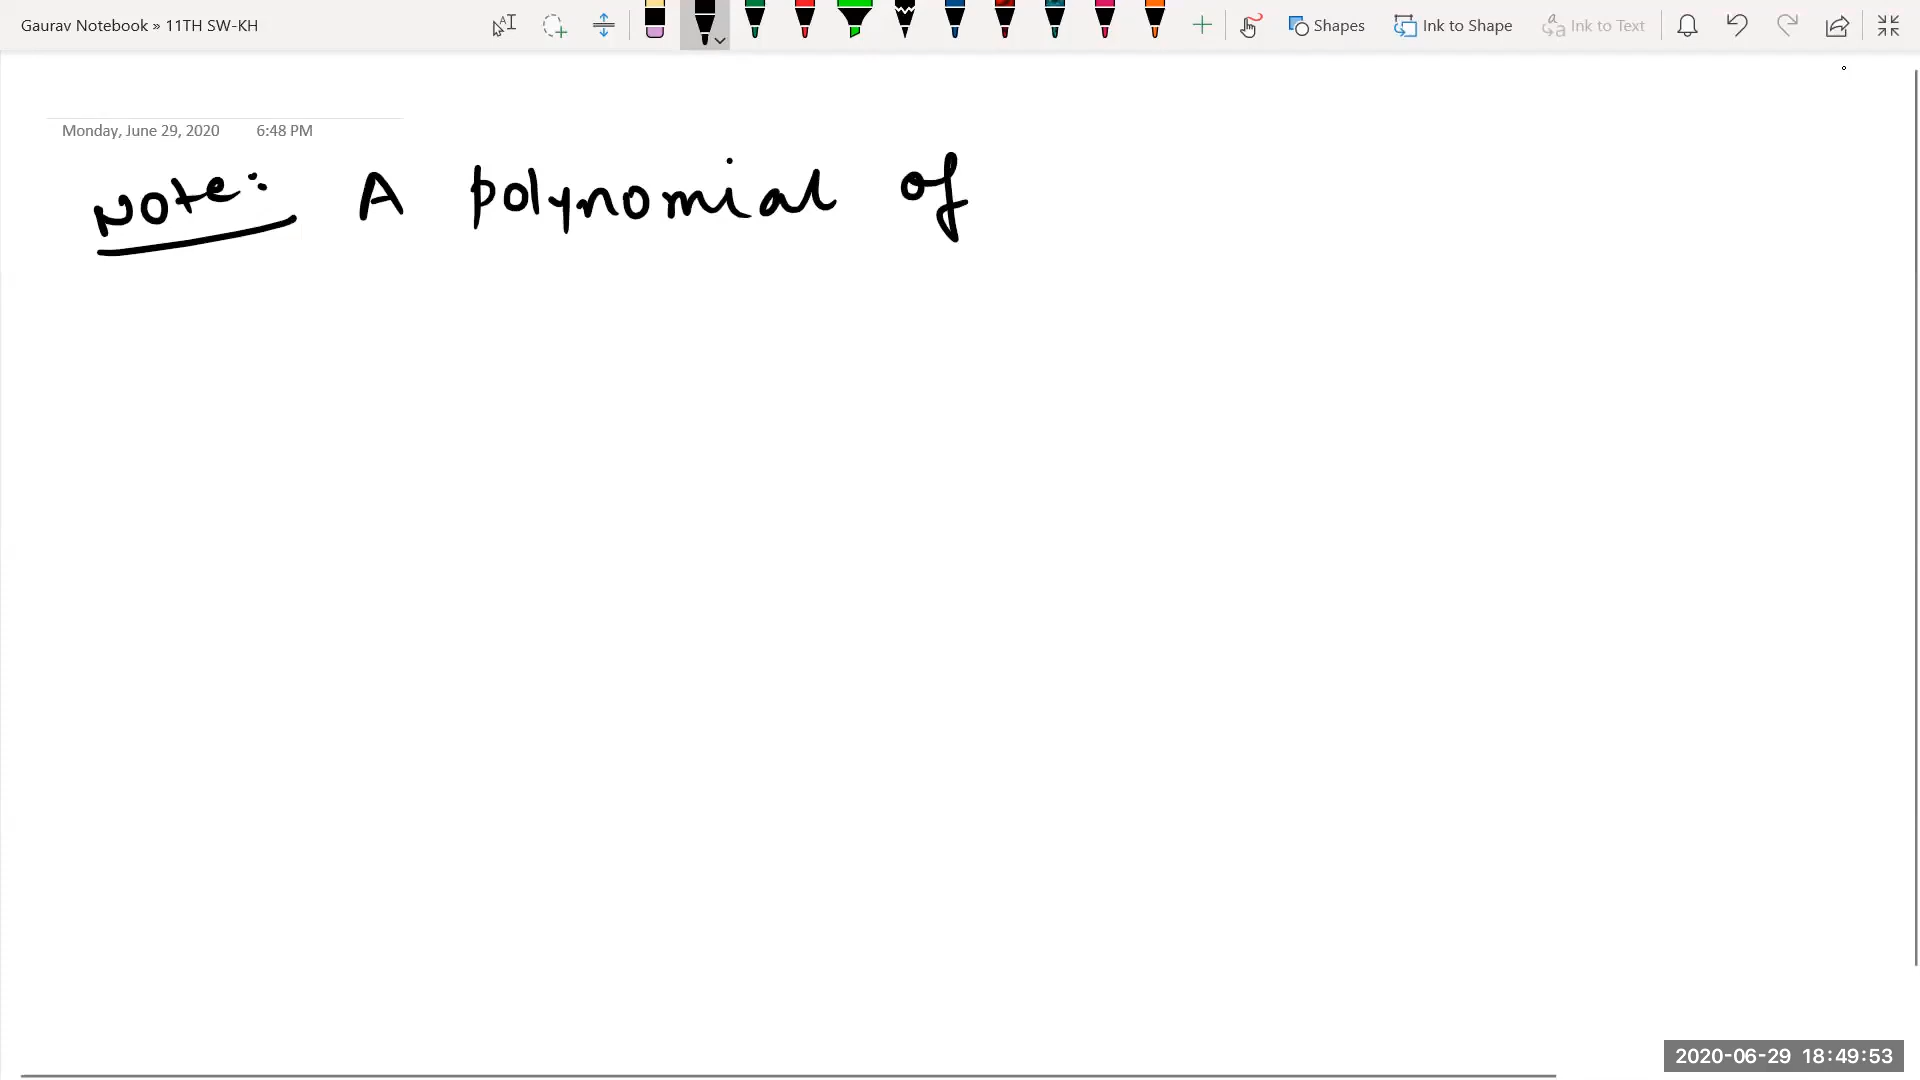 Gaurav Notebook » 11TH SW-KH
Shapes
Ink to Shape
Ink to Text
Monday, June 29, 2020 6:48 PM
Note: A polynomial of
2020-06-29 18:49:53